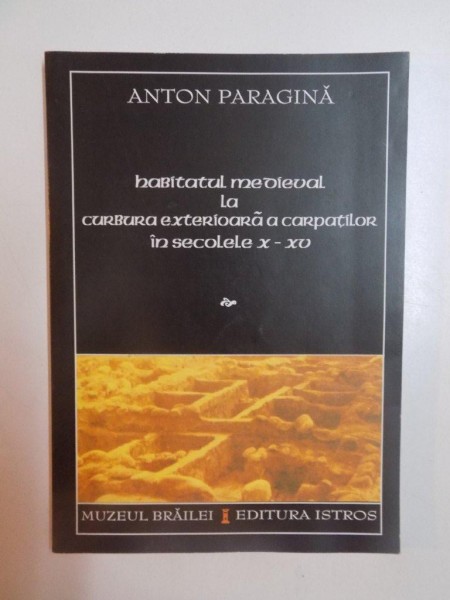 ANTON PARAGINĂ
habitatul medieval
la
curbura exterioară a carpaților
în secolele x - xv
MUZEUL BRĂILEI EDITURA ISTROS